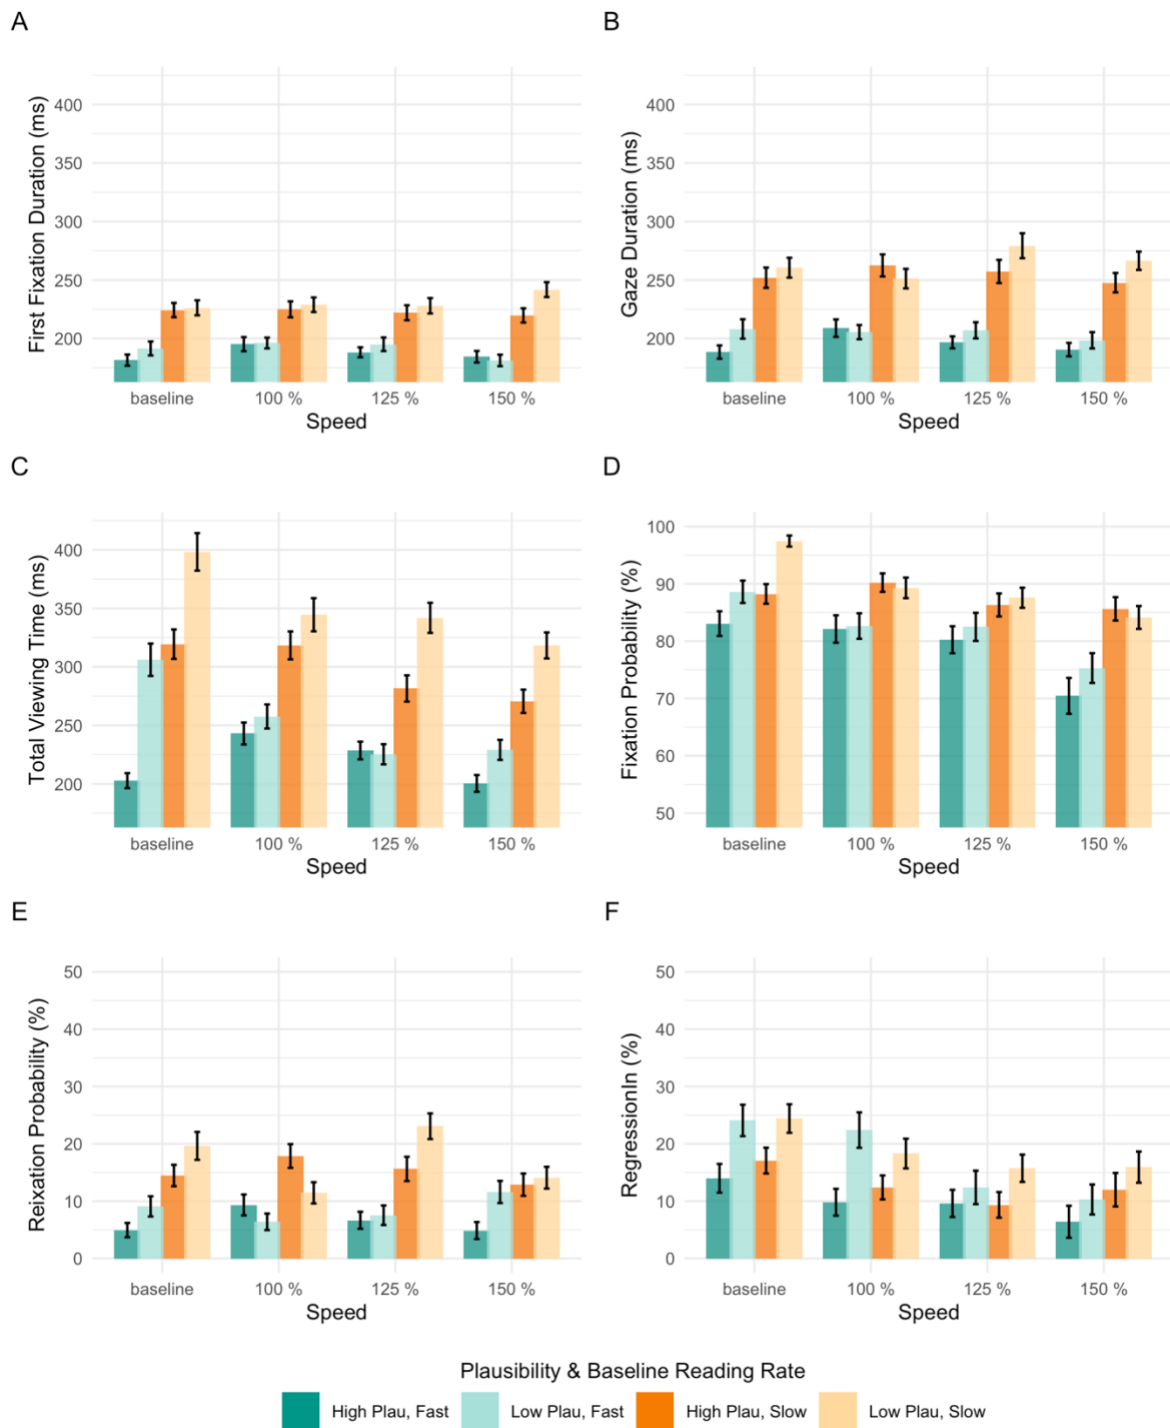 A
First Fixation Duration (ms)
400
350
300
250
200
baseline 100 % 125 % 150 %
Speed
B
Gaze Duration (ms)
400
350
300
250
200
baseline 100 % 125 % 150 %
Speed
C
Total Viewing Time (ms)
400
350
300
250
200
baseline 100 % 125 % 150 %
Speed
D
Fixation Probability (%)
100
90
80
70
60
50
baseline 100 % 125 % 150 %
Speed
E
Reixation Probability (%)
50
40
30
20
10
0
baseline 100 % 125 % 150 %
Speed
F
RegressionIn (%)
50
40
30
20
10
0
baseline 100 % 125 % 150 %
Speed
Plausibility & Baseline Reading Rate
High Plau, Fast Low Plau, Fast High Plau, Slow Low Plau, Slow